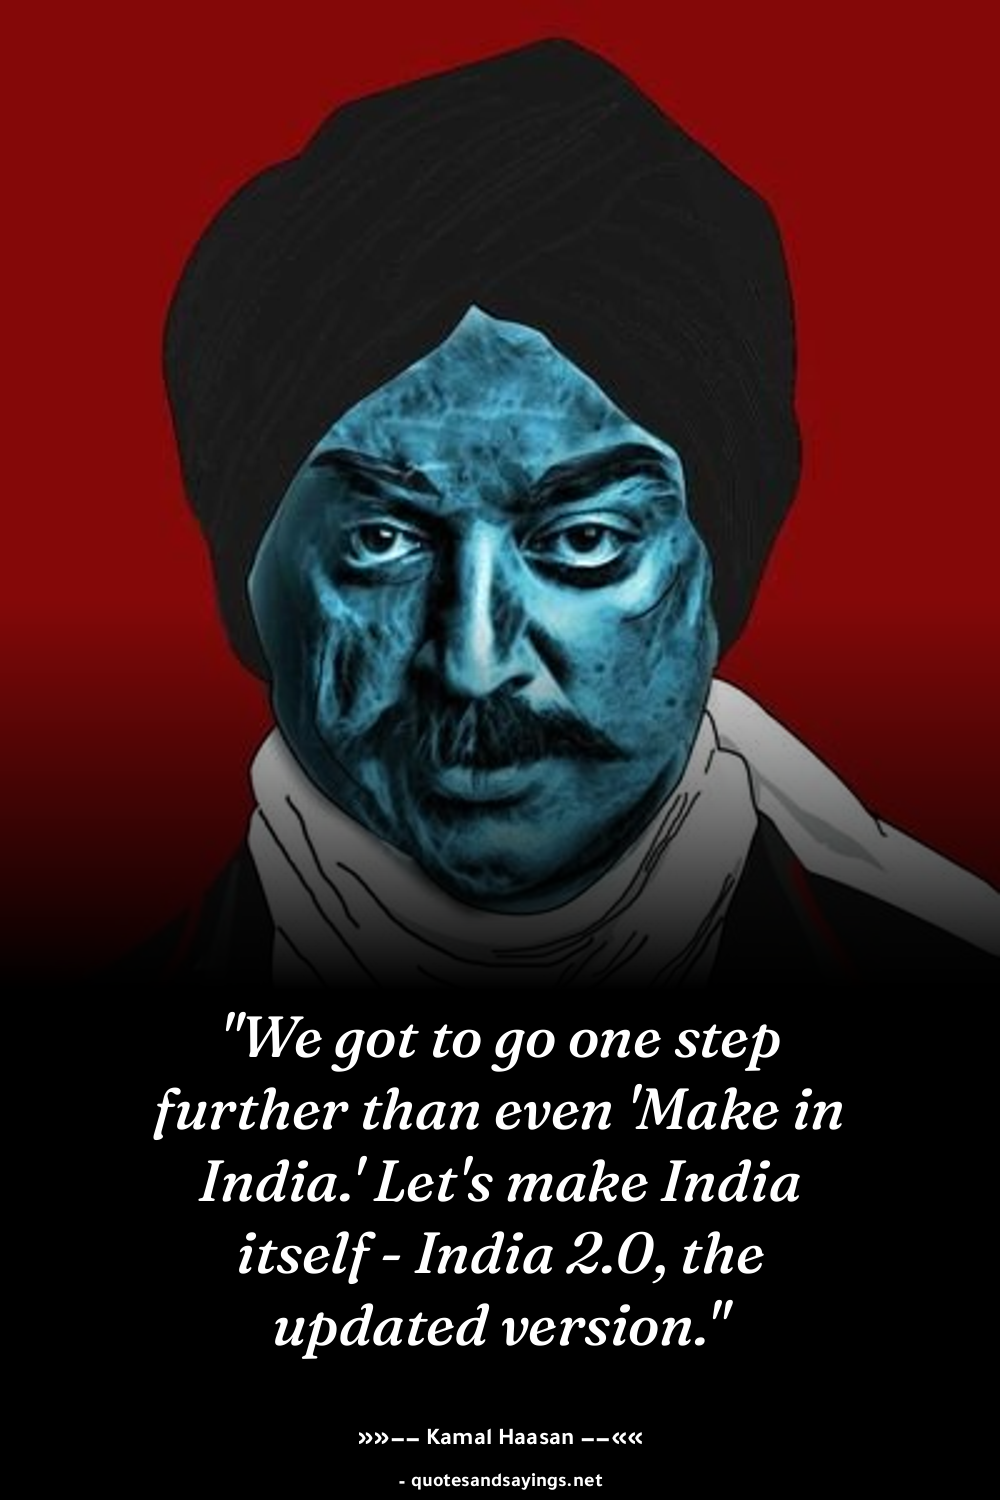 "We got to go one step
further than even 'Make in
India.' Let's make India
itself - India 2.0, the
updated version."
»»−− Kamal Haasan −−««
- quotesandsayings.net